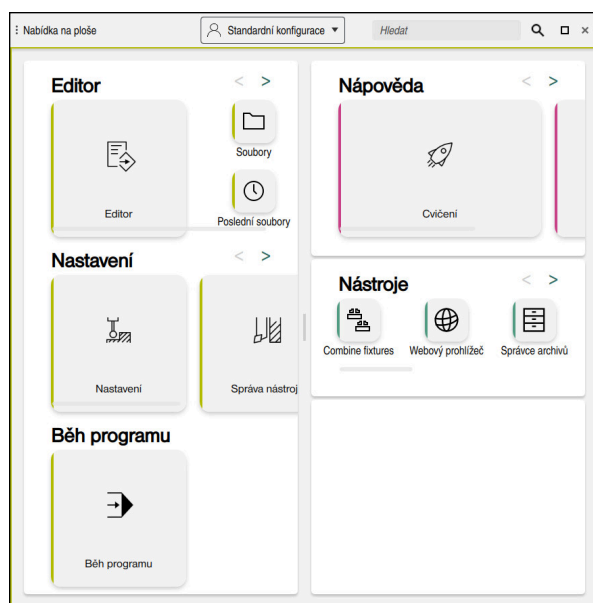 Nabídka na ploše
Standardní konfigurace
Hledat
Editor
Editor
Soubory
Poslední soubory
Nastavení
Nastavení
Správa nástroj
Běh programu
Běh programu
Nápověda
Cvičení
Nástroje
Combine fixtures
Webový prohlížeč
Správce archivů